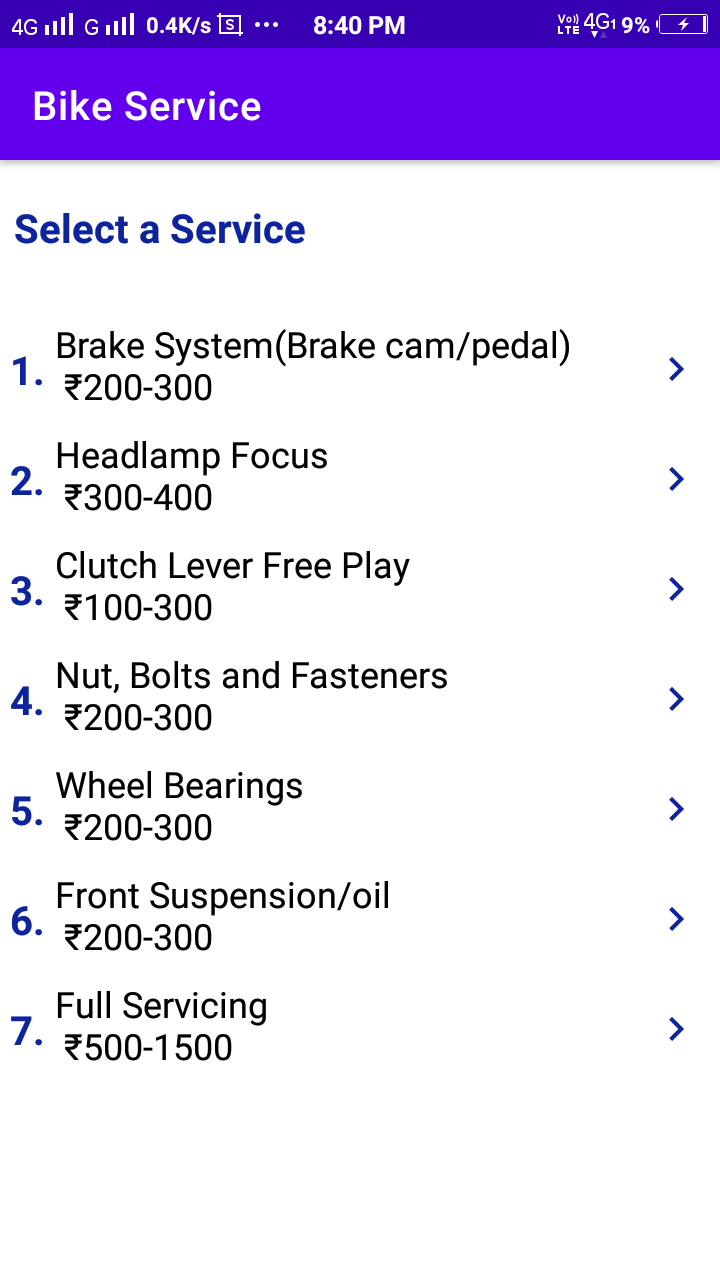 4G G 0.4K/s S ... 8:40 PM Vo)) LTE 4G1 9%
Bike Service
Select a Service
1. Brake System(Brake cam/pedal)
₹200-300
2. Headlamp Focus
₹300-400
3. Clutch Lever Free Play
₹100-300
4. Nut, Bolts and Fasteners
₹200-300
5. Wheel Bearings
₹200-300
6. Front Suspension/oil
₹200-300
7. Full Servicing
₹500-1500